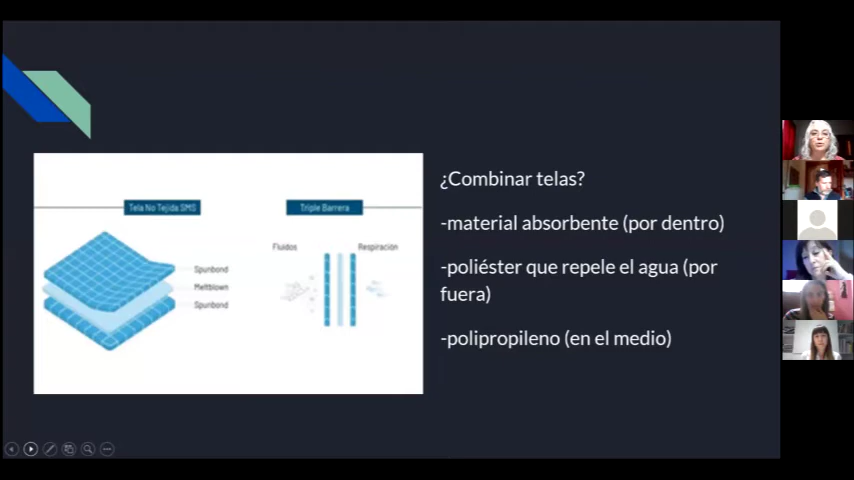 Tela No Tejida SMS
Triple Barrera
Fluidos
Respiración
Spunbond
Meltblown
Spunbond
¿Combinar telas?
-material absorbente (por dentro)
-poliéster que repele el agua (por
fuera)
-polipropileno (en el medio)